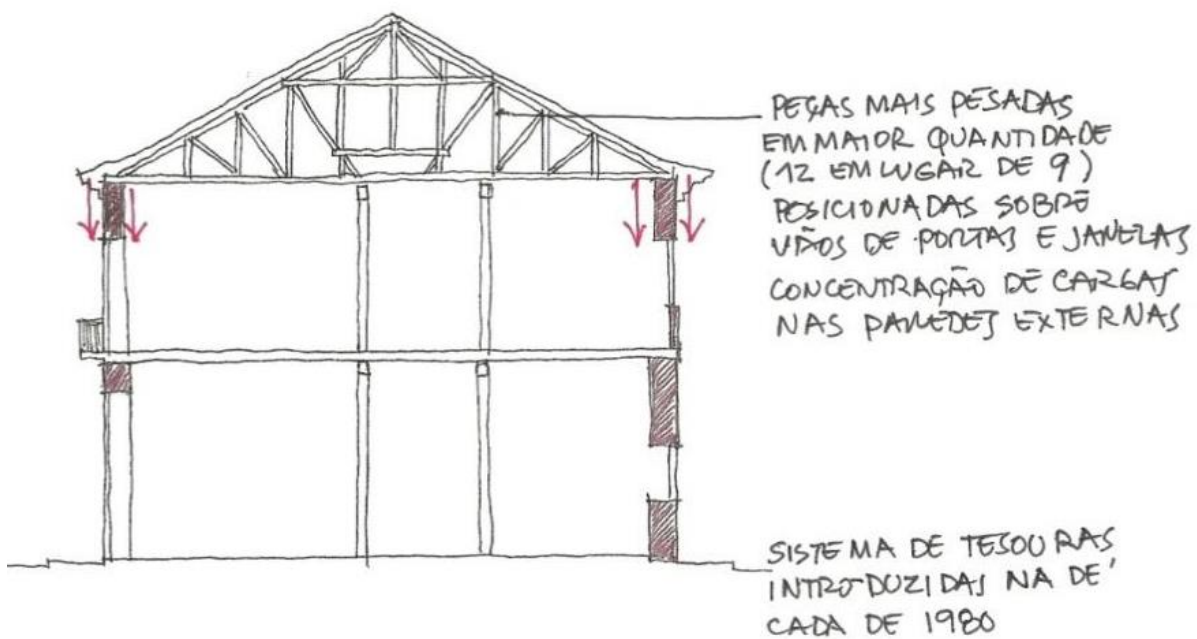 PEÇAS MAIS PESADAS
EM MAIOR QUANTIDADE
(12 EM LUGAR DE 9)
POSICIONADAS SOBRE
VÃOS DE PORTAS E JANELAS
CONCENTRAÇÃO DE CARGAS
NAS PAREDES EXTERNAS
SISTEMA DE TESOURAS
INTRODUZIDAS NA DÉ
CADA DE 1980